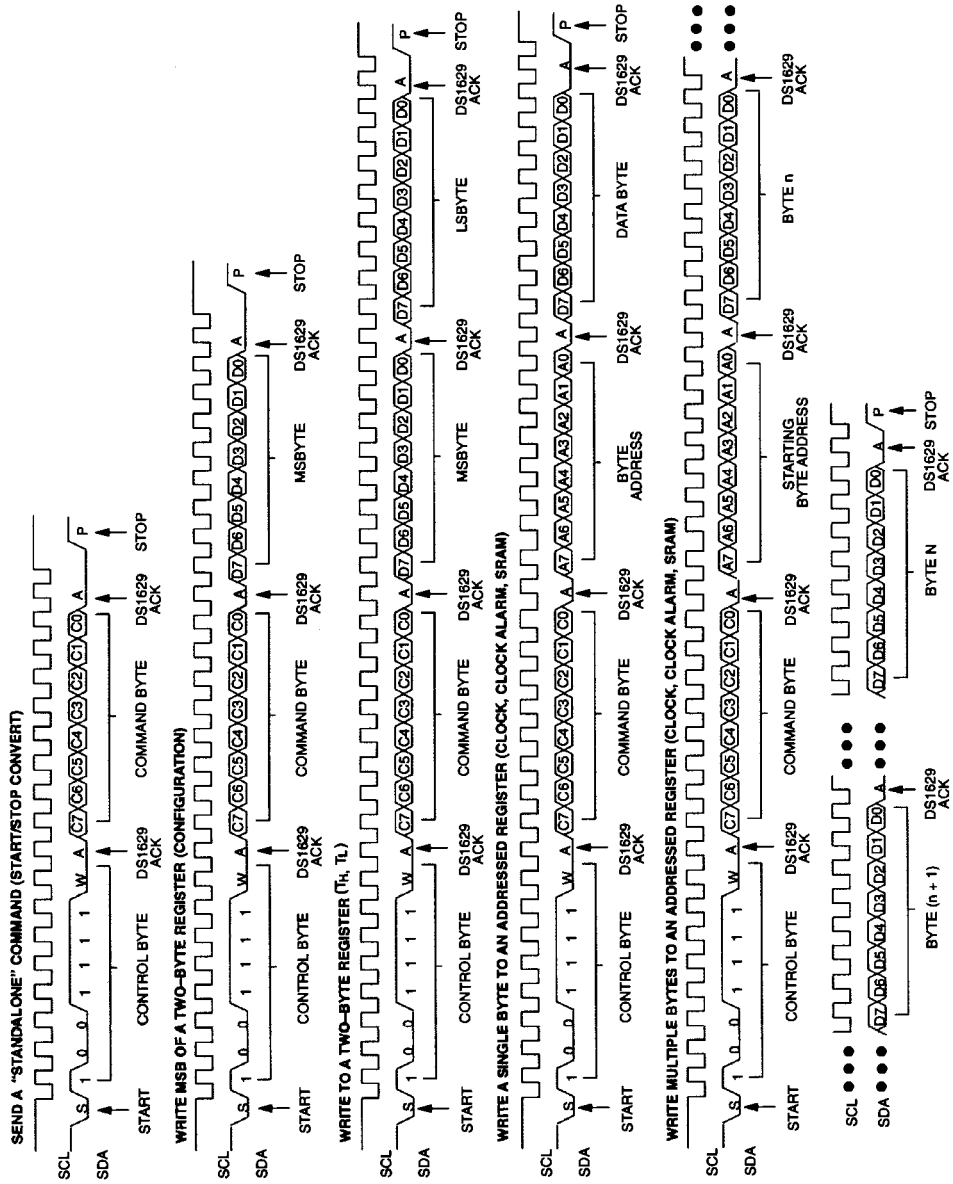 SEND A "STANDALONE" COMMAND (START/STOP CONVERT)
SCL
SDA S 1 0 0 1 1 1 1 W A C7 C6 C5 C4 C3 C2 C1 C0 A P
START CONTROL BYTE DS1629 ACK COMMAND BYTE DS1629 ACK STOP
WRITE MSB OF A TWO–BYTE REGISTER (CONFIGURATION)
SCL
SDA S 1 0 0 1 1 1 1 W A C7 C6 C5 C4 C3 C2 C1 C0 A D7 D6 D5 D4 D3 D2 D1 D0 A P
START CONTROL BYTE DS1629 ACK COMMAND BYTE DS1629 ACK MSBYTE DS1629 ACK STOP
WRITE TO A TWO–BYTE REGISTER (TH, TL)
SCL
SDA S 1 0 0 1 1 1 1 W A C7 C6 C5 C4 C3 C2 C1 C0 A D7 D6 D5 D4 D3 D2 D1 D0 A D7 D6 D5 D4 D3 D2 D1 D0 A P
START CONTROL BYTE DS1629 ACK COMMAND BYTE DS1629 ACK MSBYTE DS1629 ACK LSBYTE DS1629 ACK STOP
WRITE A SINGLE BYTE TO AN ADDRESSED REGISTER (CLOCK, CLOCK ALARM, SRAM)
SCL
SDA S 1 0 0 1 1 1 1 W A C7 C6 C5 C4 C3 C2 C1 C0 A A7 A6 A5 A4 A3 A2 A1 A0 A D7 D6 D5 D4 D3 D2 D1 D0 A P
START CONTROL BYTE DS1629 ACK COMMAND BYTE DS1629 ACK BYTE ADDRESS DS1629 ACK DATA BYTE DS1629 ACK STOP
WRITE MULTIPLE BYTES TO AN ADDRESSED REGISTER (CLOCK, CLOCK ALARM, SRAM)
SCL
SDA S 1 0 0 1 1 1 1 W A C7 C6 C5 C4 C3 C2 C1 C0 A A7 A6 A5 A4 A3 A2 A1 A0 A D7 D6 D5 D4 D3 D2 D1 D0 A
START CONTROL BYTE DS1629 ACK COMMAND BYTE DS1629 ACK STARTING BYTE ADDRESS DS1629 ACK BYTE n DS1629 ACK
SCL
SDA D7 D6 D5 D4 D3 D2 D1 D0 A D7 D6 D5 D4 D3 D2 D1 D0 A P
BYTE (n + 1) DS1629 ACK BYTE N DS1629 ACK STOP